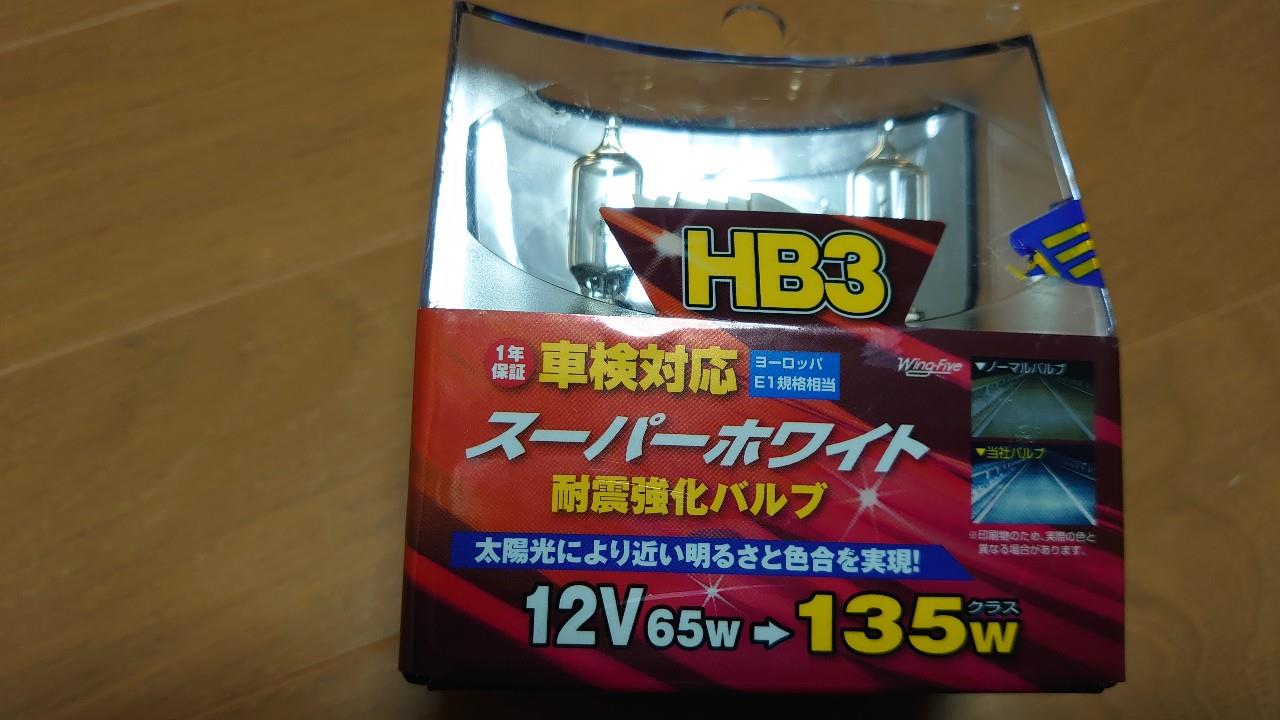 HB3
1年
保証
車検対応
ヨーロッパ
E1規格相当
Wing-Five
▼ノーマルバルブ
スーパーホワイト
▼当社バルブ
耐震強化バルブ
※印刷物のため、実際の色と
異なる場合があります。
太陽光により近い明るさと色合を実現!
12V 65W → 135Wクラス